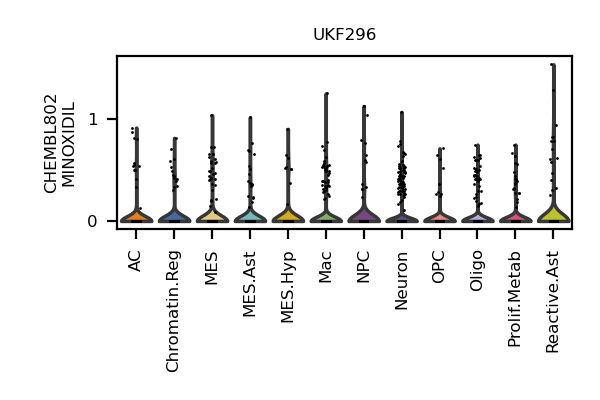 UKF296
CHEMBL802
MINOXIDIL
1
0
AC
Chromatin.Reg
MES
MES.Ast
MES.Hyp
Mac
NPC
Neuron
OPC
Oligo
Prolif.Metab
Reactive.Ast